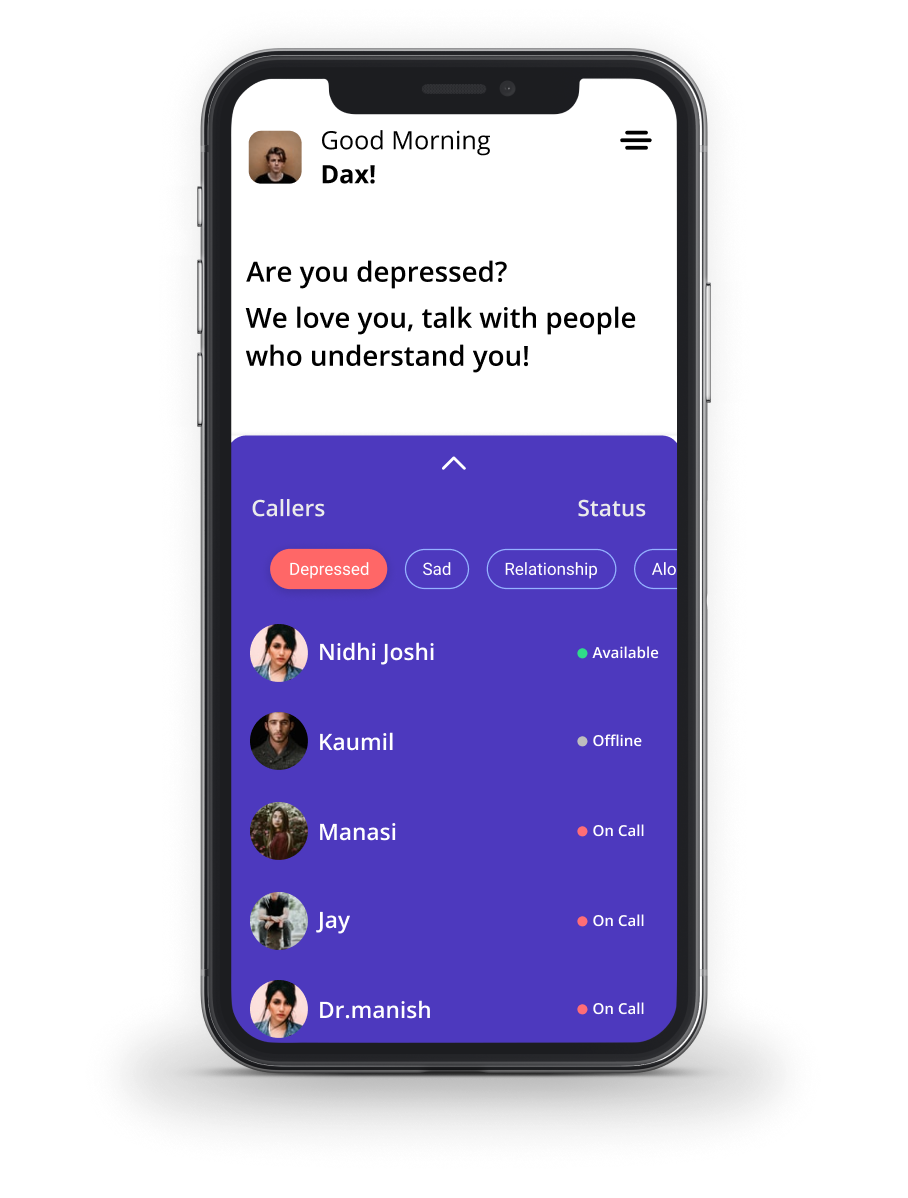 Good Morning
Dax!
Are you depressed?
We love you, talk with people
who understand you!
Callers Status
Depressed Sad Relationship Alo
Nidhi Joshi Available
Kaumil Offline
Manasi On Call
Jay On Call
Dr.manish On Call